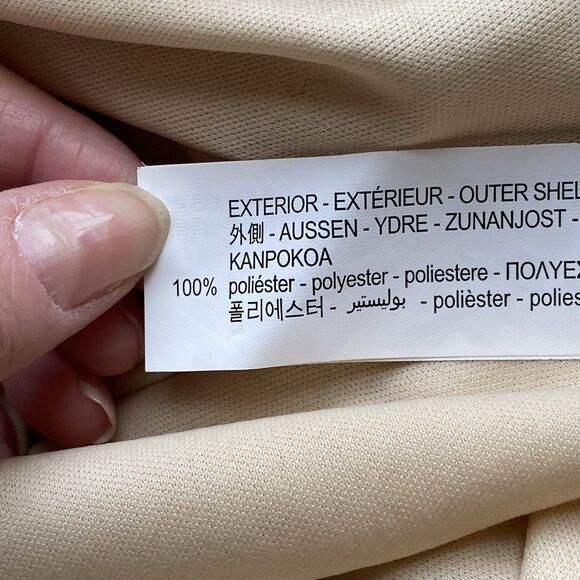 EXTERIOR - EXTÉRIEUR - OUTER SHEL
外側 - AUSSEN - YDRE - ZUNANJOST -
KANPOKOA
100% poliéster - polyester - poliestere - ΠΟΛΥΕΣ
폴리에스터 - بوليستير - polièster - polies